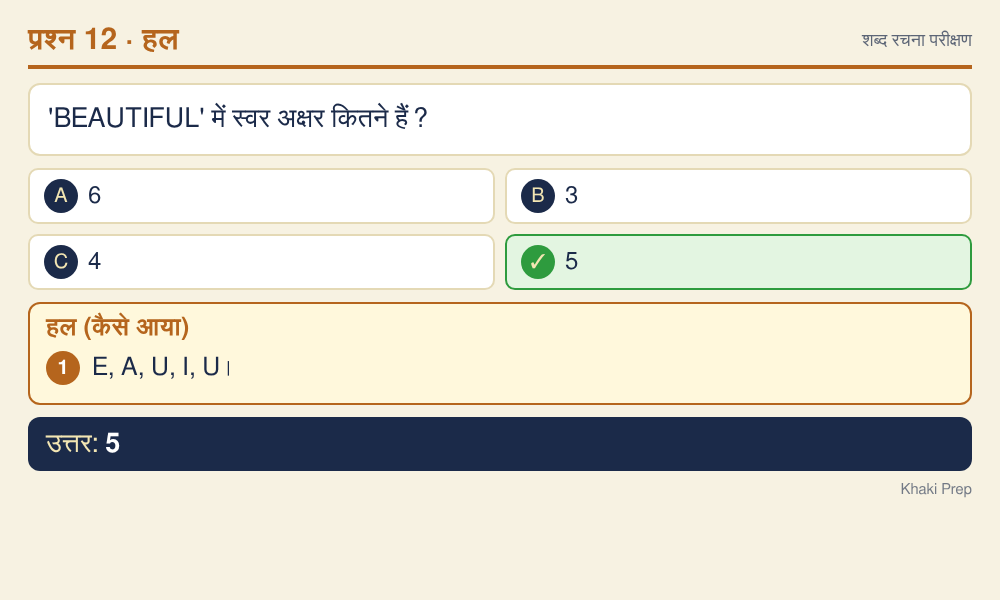 प्रश्न 12 · हल
शब्द रचना परीक्षण
'BEAUTIFUL' में स्वर अक्षर कितने हैं ?
A 6
B 3
C 4
✓ 5
हल (कैसे आया)
1 E, A, U, I, U।
उत्तर: 5
Khaki Prep